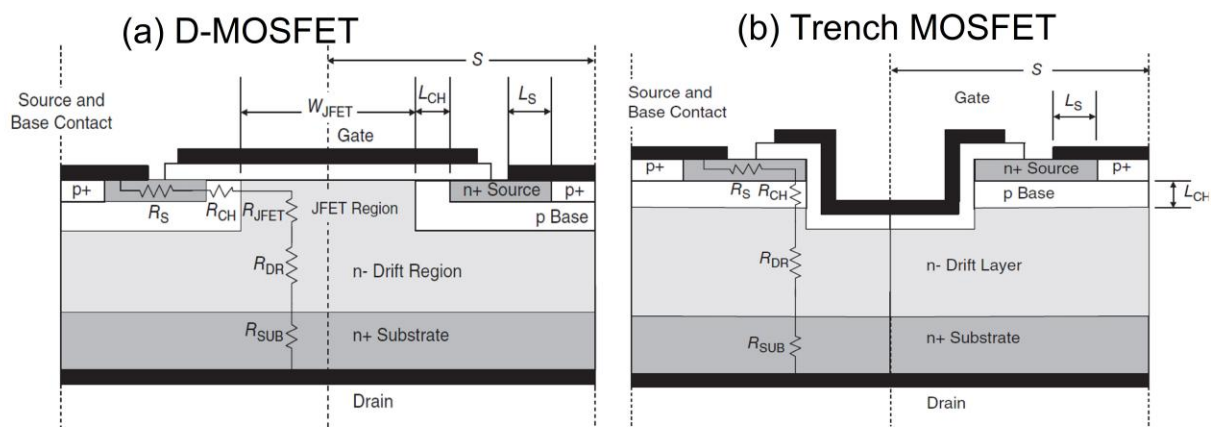 (a) D-MOSFET
S
Source and
Base Contact
W_JFET
L_CH
L_S
Gate
p+
n+ Source
p+
R_S
R_CH
R_JFET
JFET Region
p Base
R_DR
n- Drift Region
R_SUB
n+ Substrate
Drain
(b) Trench MOSFET
S
Source and
Base Contact
Gate
L_S
p+
n+ Source
p+
R_S
R_CH
p Base
L_CH
R_DR
n- Drift Layer
R_SUB
n+ Substrate
Drain